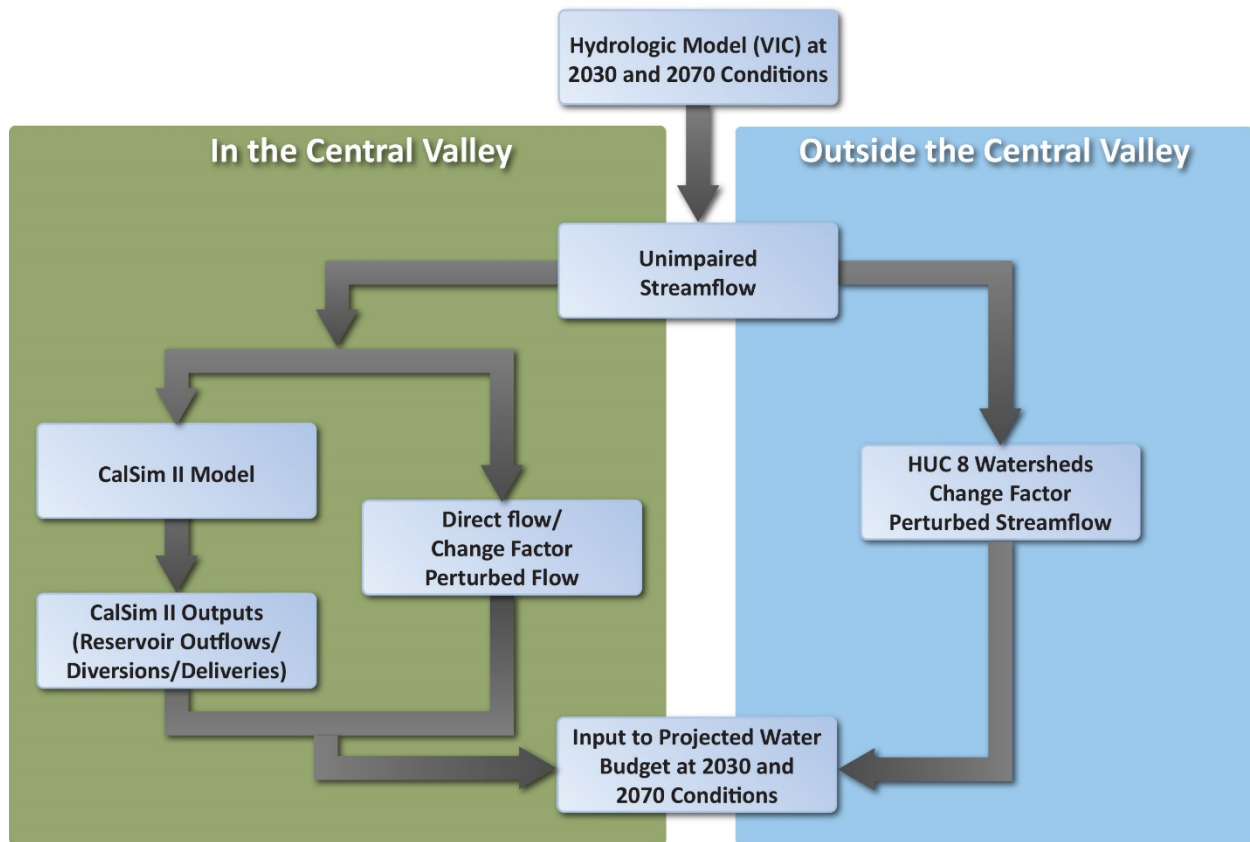 Hydrologic Model (VIC) at
2030 and 2070 Conditions
In the Central Valley
Outside the Central Valley
Unimpaired
Streamflow
CalSim II Model
Direct flow/
Change Factor
Perturbed Flow
HUC 8 Watersheds
Change Factor
Perturbed Streamflow
CalSim II Outputs
(Reservoir Outflows/
Diversions/Deliveries)
Input to Projected Water
Budget at 2030 and
2070 Conditions